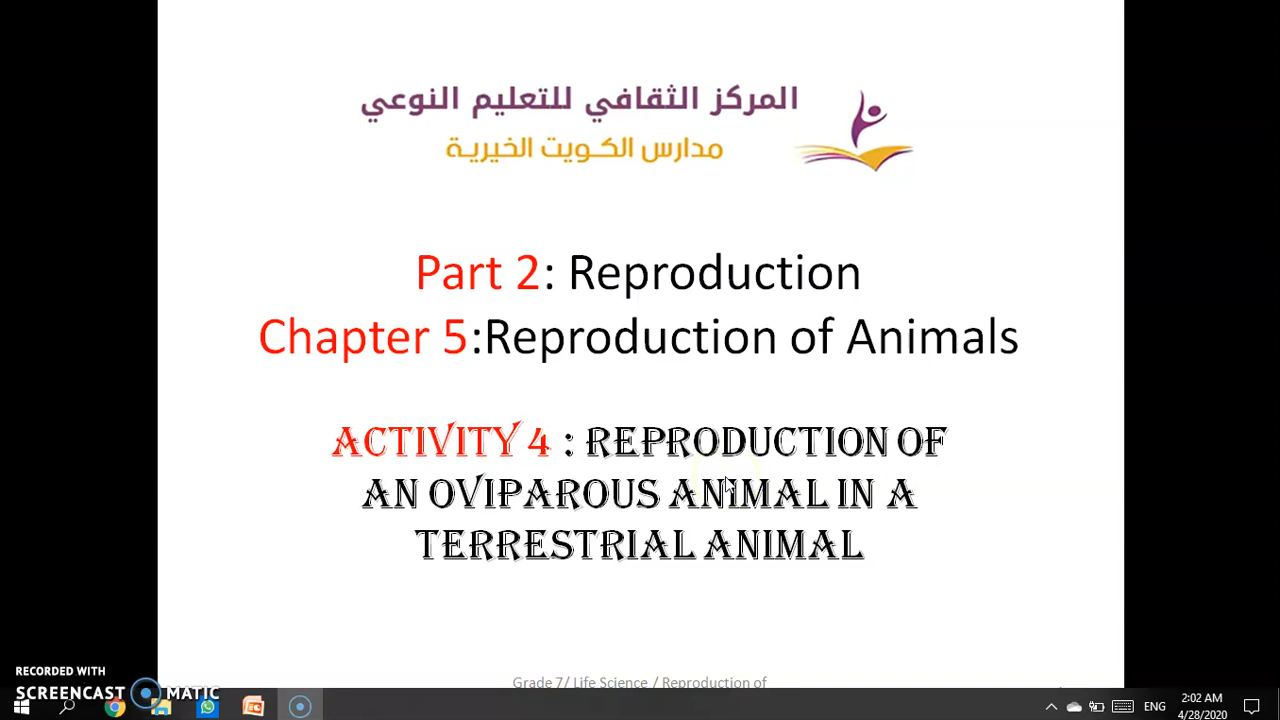 المركز الثقافي للتعليم النوعي
مدارس الكويت الخيرية
Part 2: Reproduction
Chapter 5:Reproduction of Animals
ACTIVITY 4 : REPRODUCTION OF
AN OVIPAROUS ANIMAL IN A
TERRESTRIAL ANIMAL
Grade 7/ Life Science / Reproduction of
RECORDED WITH
SCREENCAST MATIC
ENG
2:02 AM
4/28/2020